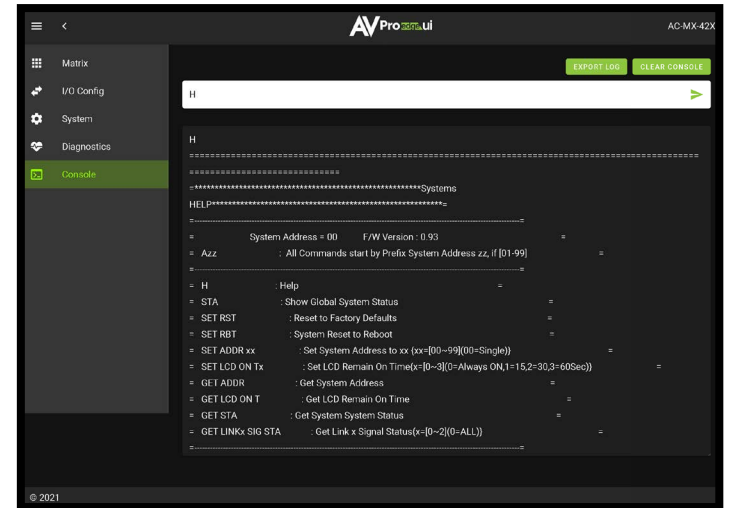 AVPro edge.ui
AC-MX-42X
Matrix
I/O Config
System
Diagnostics
Console
EXPORT LOG
CLEAR CONSOLE
H
H
==================================================================================================
=============================
=*******************************************************Systems
HELP********************************************************=
=-------------------------------------------------------------------------------=
= System Address = 00 F/W Version : 0.93 =
= Azz : All Commands start by Prefix System Address zz, if [01-99] =
=-------------------------------------------------------------------------------=
= H : Help =
= STA : Show Global System Status =
= SET RST : Reset to Factory Defaults =
= SET RBT : System Reset to Reboot =
= SET ADDR xx : Set System Address to xx {xx=[00~99](00=Single)} =
= SET LCD ON Tx : Set LCD Remain On Time{x=[0~3](0=Always ON,1=15,2=30,3=60Sec)} =
= GET ADDR : Get System Address =
= GET LCD ON T : Get LCD Remain On Time =
= GET STA : Get System System Status =
= GET LINKx SIG STA : Get Link x Signal Status{x=[0~2](0=ALL)} =
=-------------------------------------------------------------------------------=
© 2021